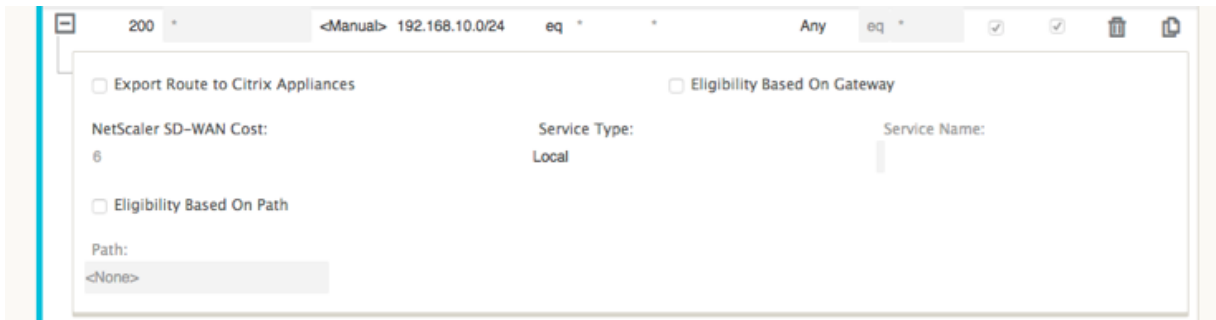 200 * <Manual> 192.168.10.0/24 eq * * Any eq *
Export Route to Citrix Appliances Eligibility Based On Gateway
NetScaler SD-WAN Cost: Service Type: Service Name:
6 Local
Eligibility Based On Path
Path:
<None>